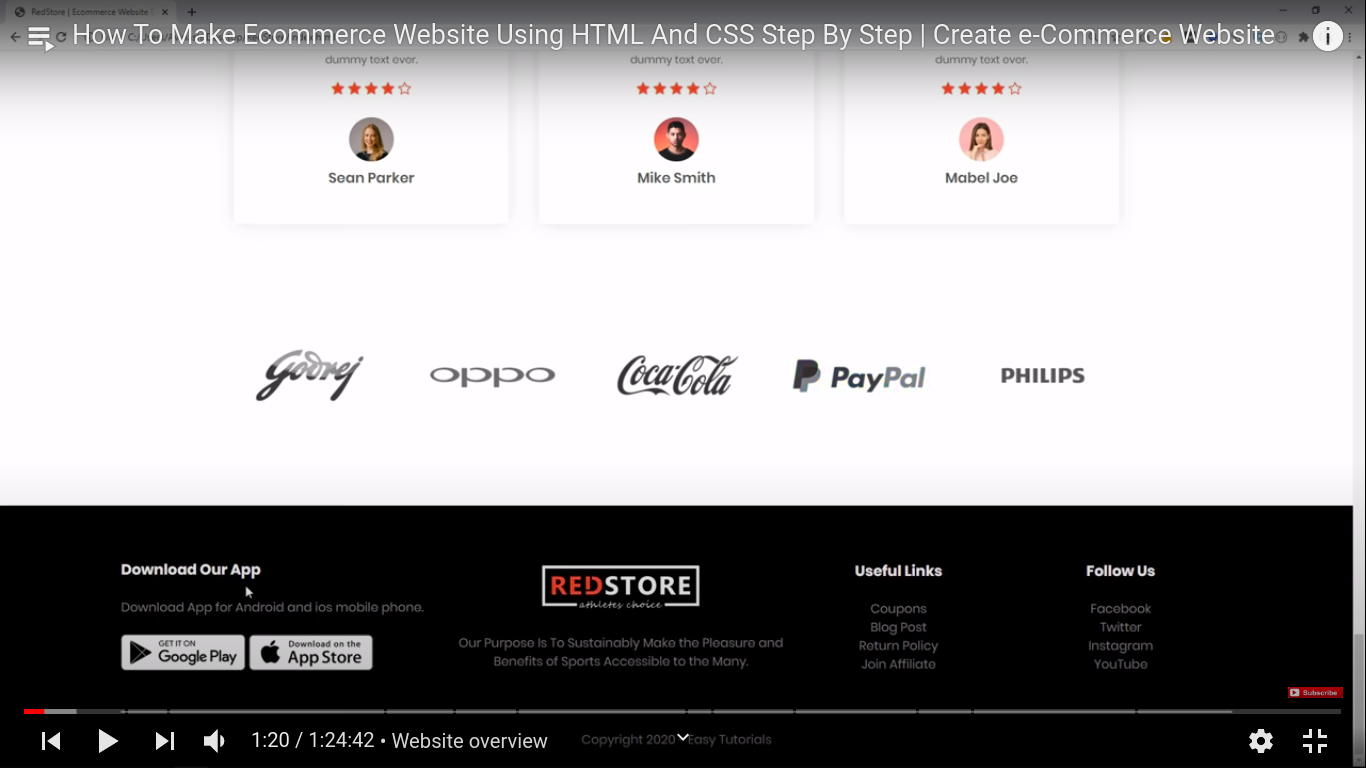 RedStore | Ecommerce Website
How To Make Ecommerce Website Using HTML And CSS Step By Step | Create e-Commerce Website
dummy text ever.
dummy text ever.
dummy text ever.
Sean Parker
Mike Smith
Mabel Joe
Godrej
oppo
Coca-Cola
PayPal
PHILIPS
Download Our App
Download App for Android and ios mobile phone.
GET IT ON
Google Play
Download on the
App Store
REDSTORE
athletes choice
Our Purpose Is To Sustainably Make the Pleasure and
Benefits of Sports Accessible to the Many.
Useful Links
Coupons
Blog Post
Return Policy
Join Affiliate
Follow Us
Facebook
Twitter
Instagram
YouTube
Subscribe
1:20 / 1:24:42 • Website overview
Copyright 2020 Easy Tutorials